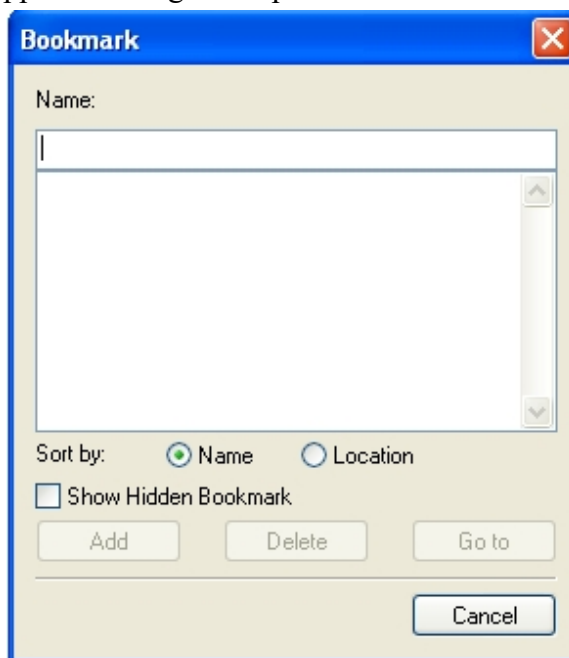 Bookmark
Name:
Sort by: Name Location
Show Hidden Bookmark
Add Delete Go to
Cancel